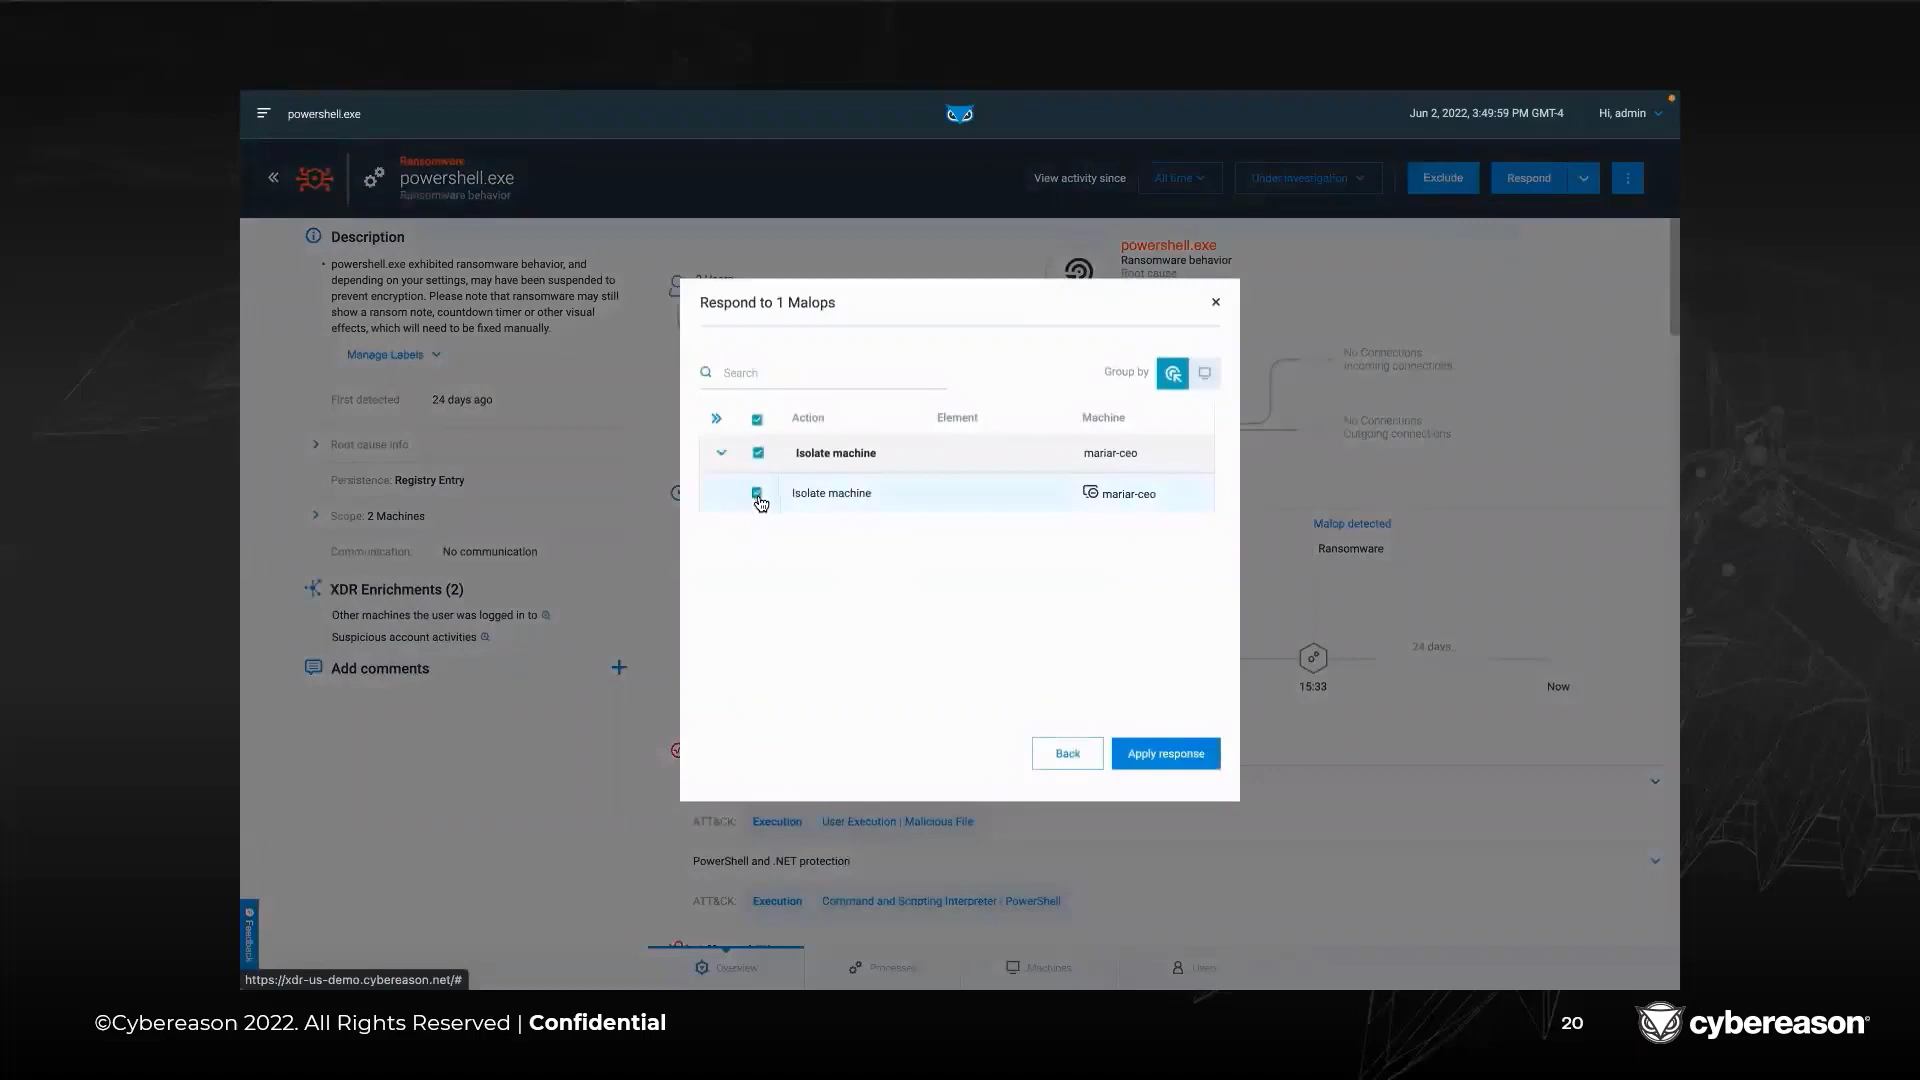 powershell.exe
Jun 2, 2022, 3:49:59 PM GMT-4
Hi, admin
Ransomware
powershell.exe
Ransomware behavior
View activity since
All time
Under investigation
Exclude
Respond
Description
• powershell.exe exhibited ransomware behavior, and
depending on your settings, may have been suspended to
prevent encryption. Please note that ransomware may still
show a ransom note, countdown timer or other visual
effects, which will need to be fixed manually.
Manage Labels
First detected 24 days ago
Root cause info
Persistence: Registry Entry
Scope: 2 Machines
Communication: No communication
XDR Enrichments (2)
Other machines the user was logged in to
Suspicious account activities
Add comments
powershell.exe
Ransomware behavior
Root cause
Respond to 1 Malops
Search
Group by
Action Element Machine
Isolate machine mariar-ceo
Isolate machine mariar-ceo
Back
Apply response
No Connections
Incoming connections
No Connections
Outgoing connections
Malop detected
Ransomware
24 days
15:33
Now
ATT&CK: Execution User Execution | Malicious File
PowerShell and .NET protection
ATT&CK: Execution Command and Scripting Interpreter : PowerShell
Overview
Processes
Machines
Users
Feedback
https://xdr-us-demo.cybereason.net/#
©Cybereason 2022. All Rights Reserved | Confidential
20
cybereason